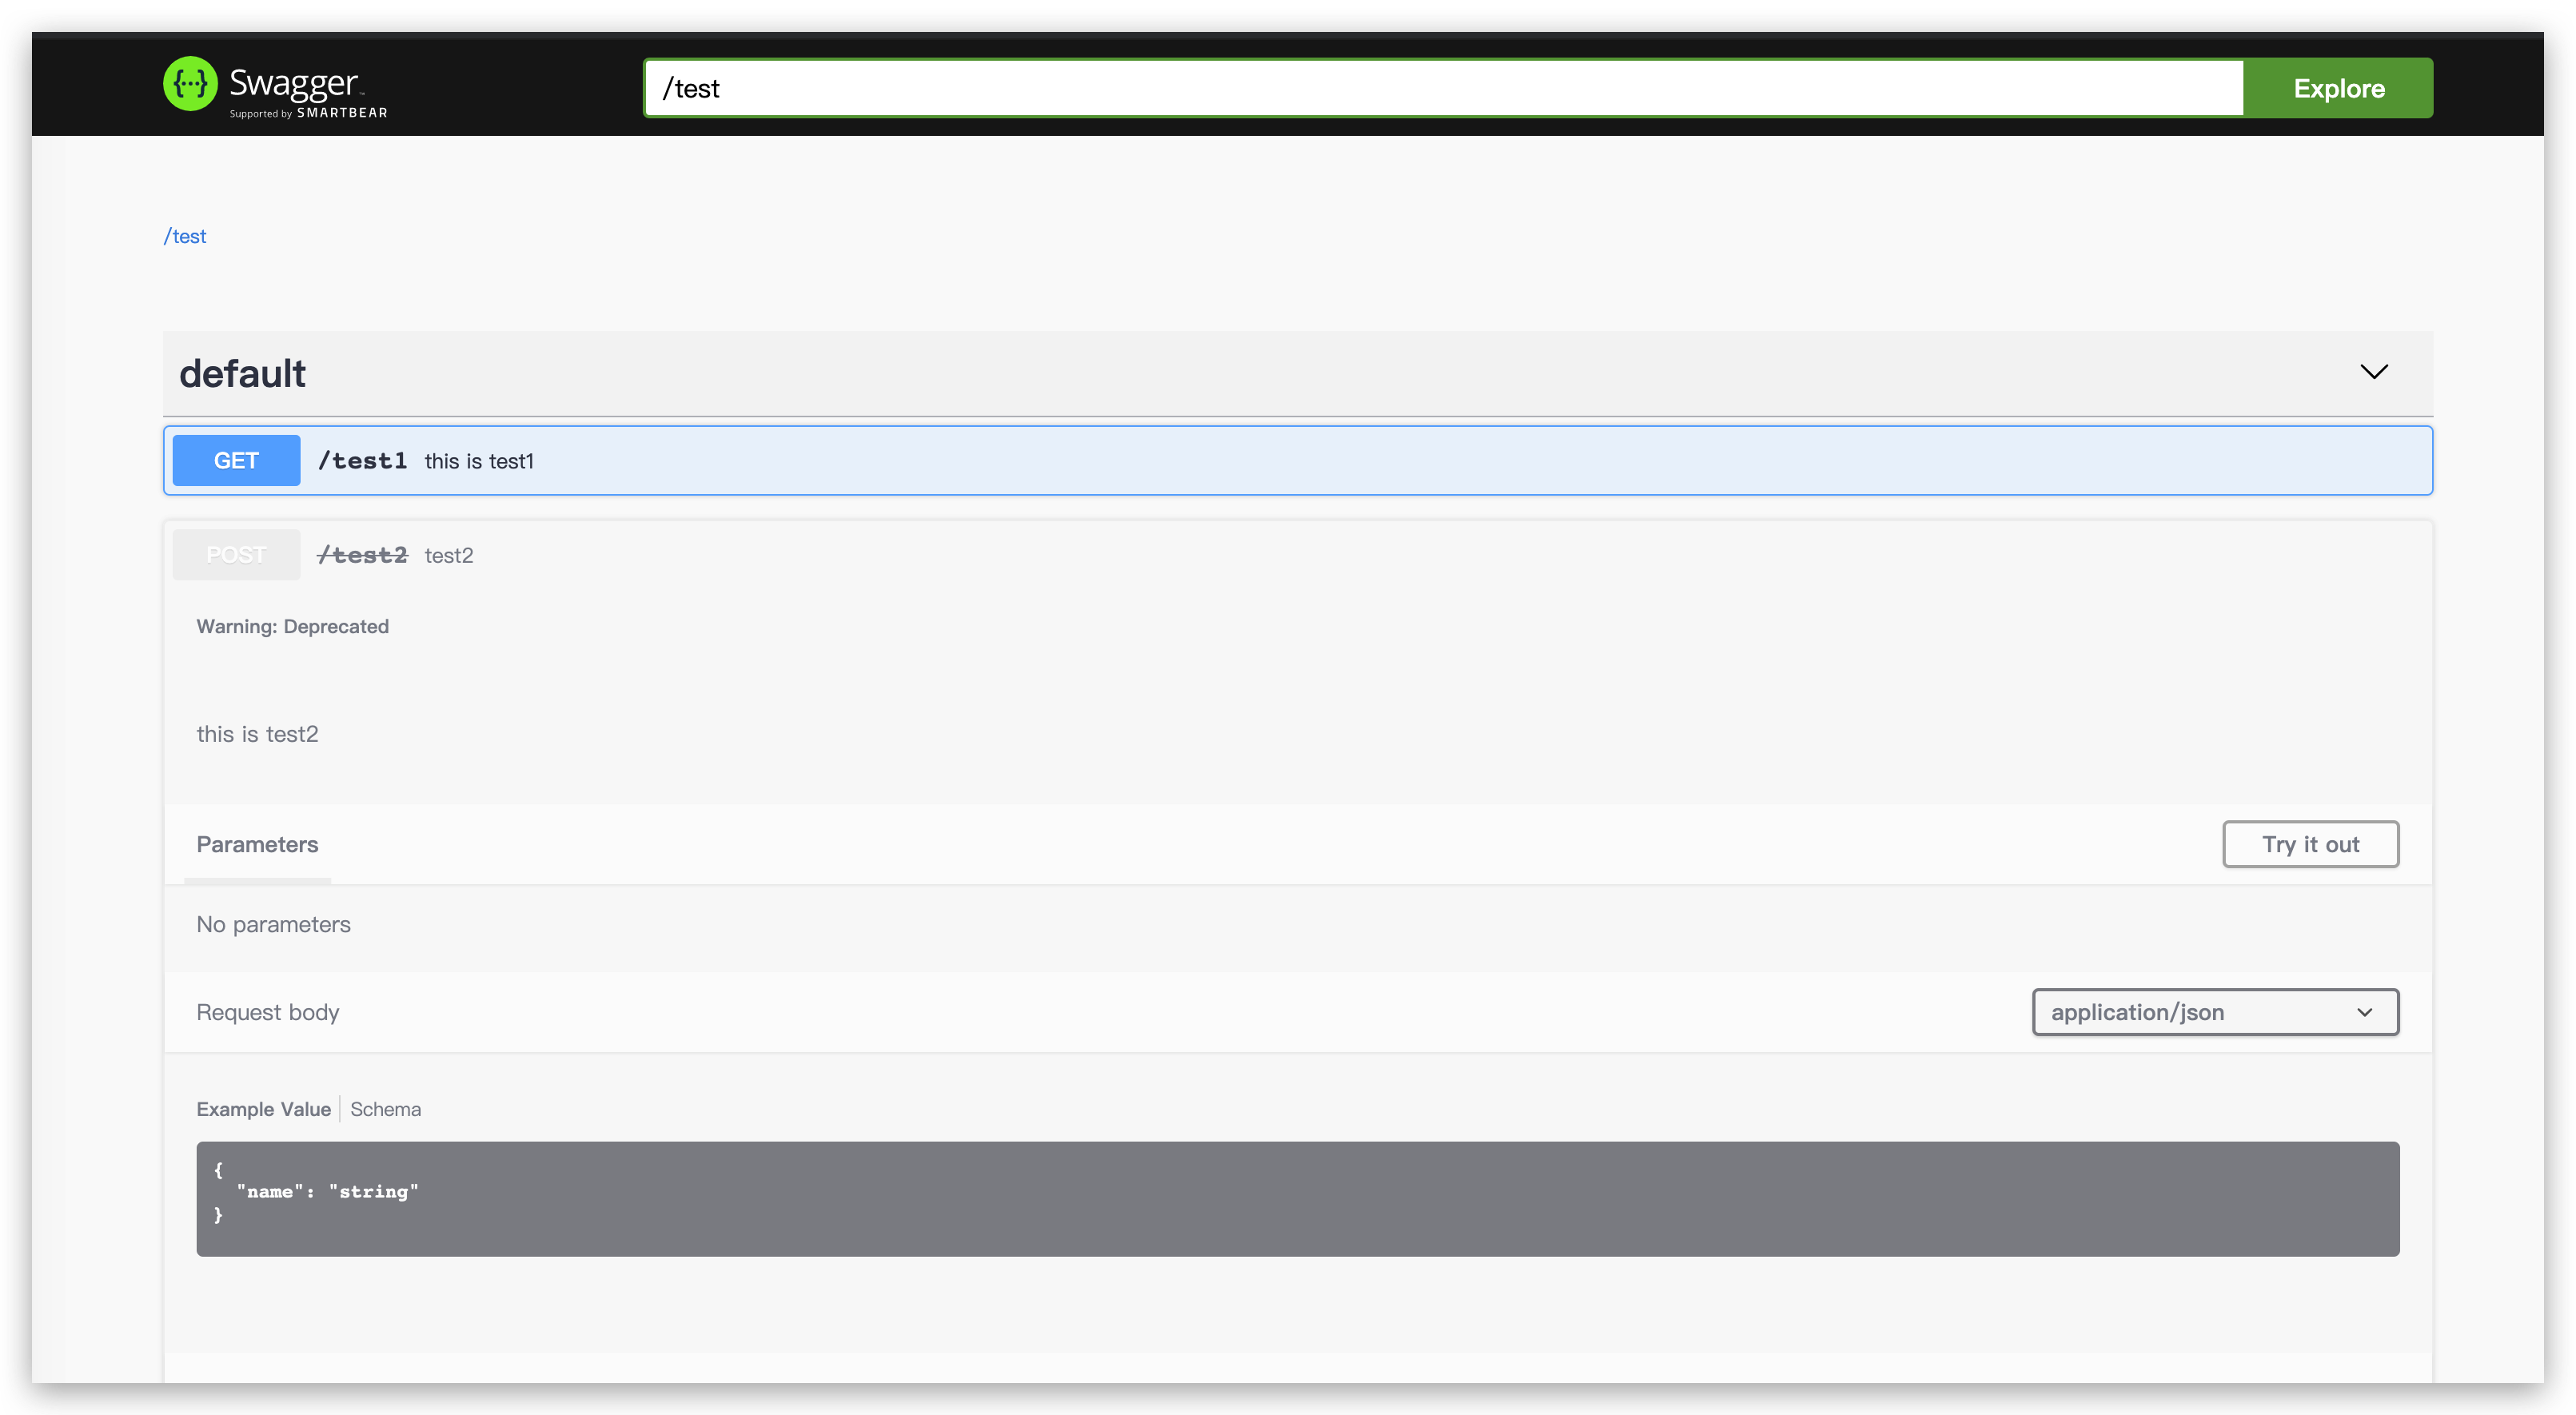 {···} Swagger™
Supported by SMARTBEAR
/test
Explore
/test
default
GET /test1 this is test1
POST /test2 test2
Warning: Deprecated
this is test2
Parameters
Try it out
No parameters
Request body
application/json
Example Value Schema
{
"name": "string"
}